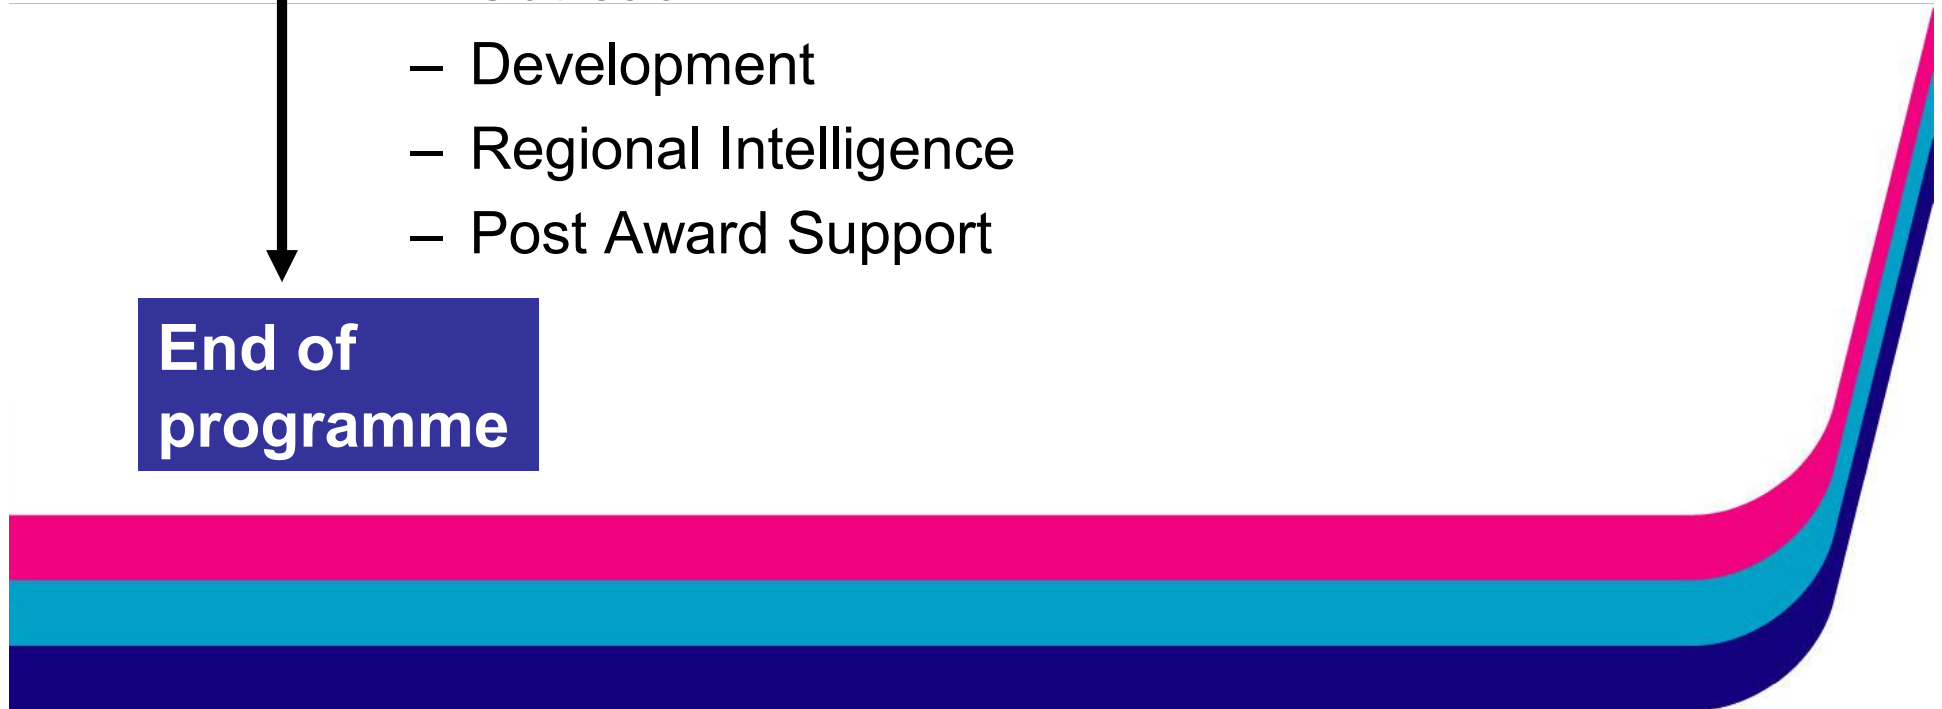 – Development
– Regional Intelligence
– Post Award Support
End of
programme